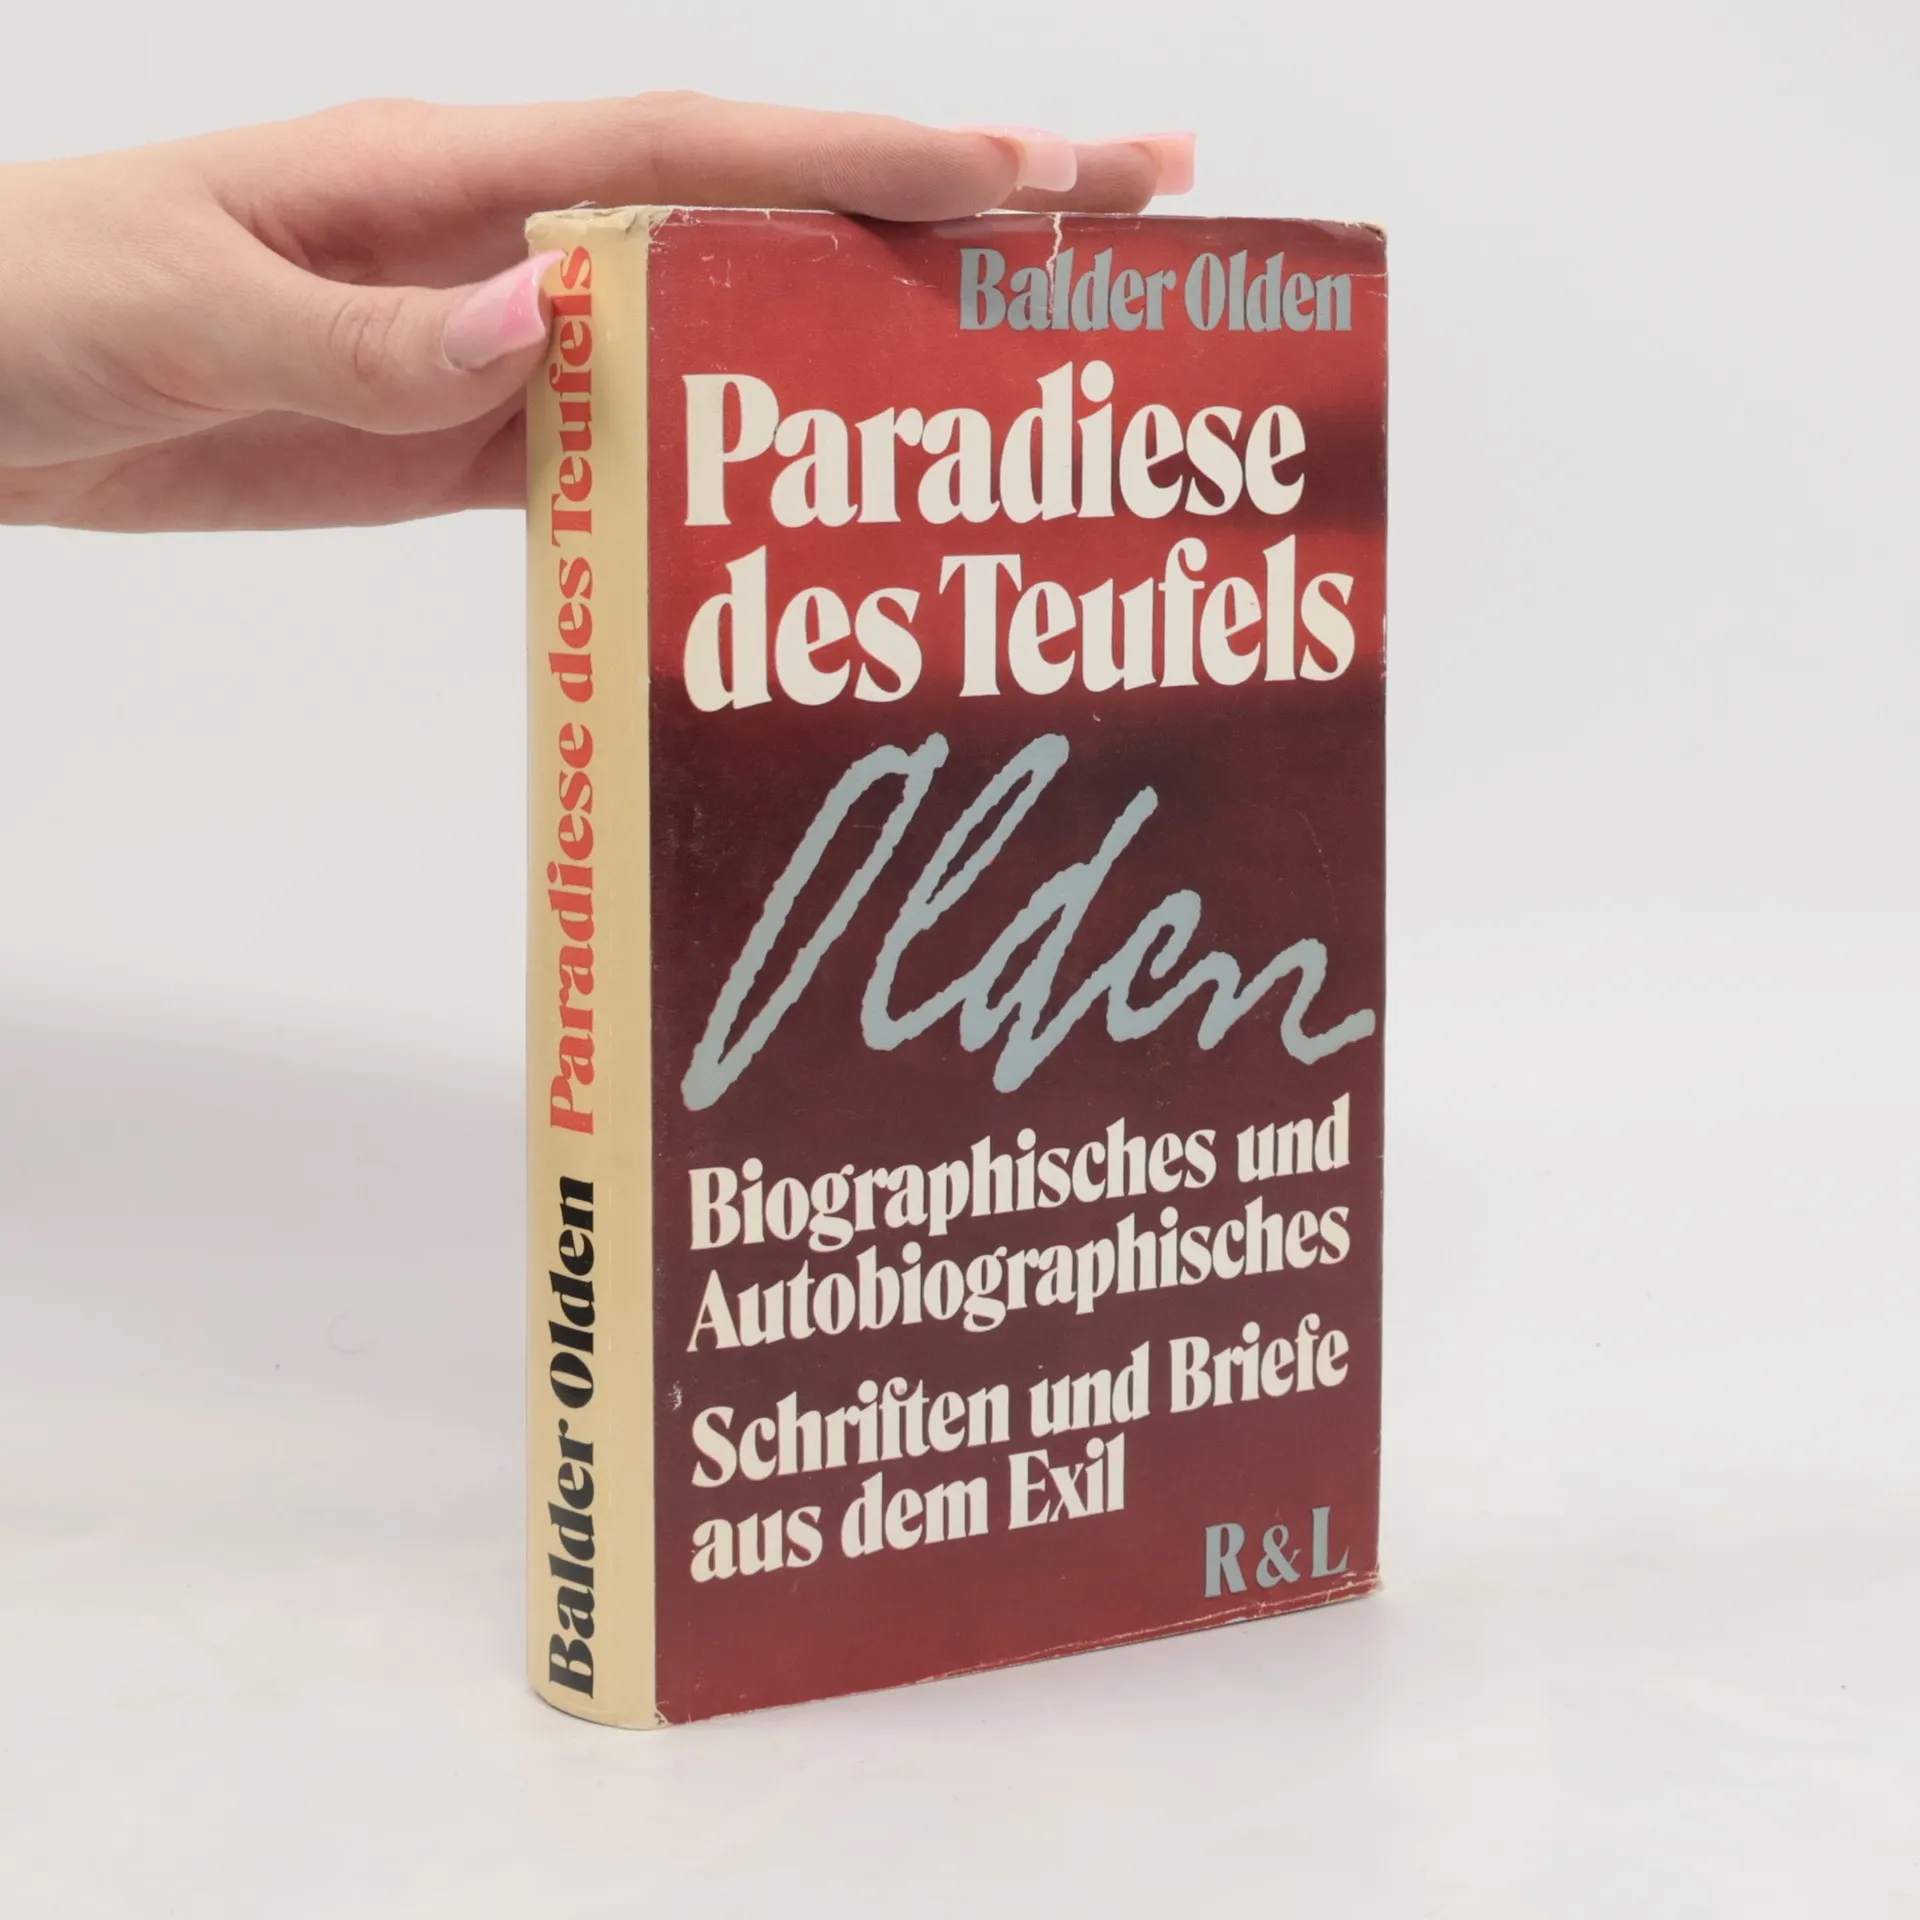 Balder Olden
Paradiese
des Teufels
Olden
Biographisches und
Autobiographisches
Schriften und Briefe
aus dem Exil
R & L
Balder Olden Paradiese des Teufels